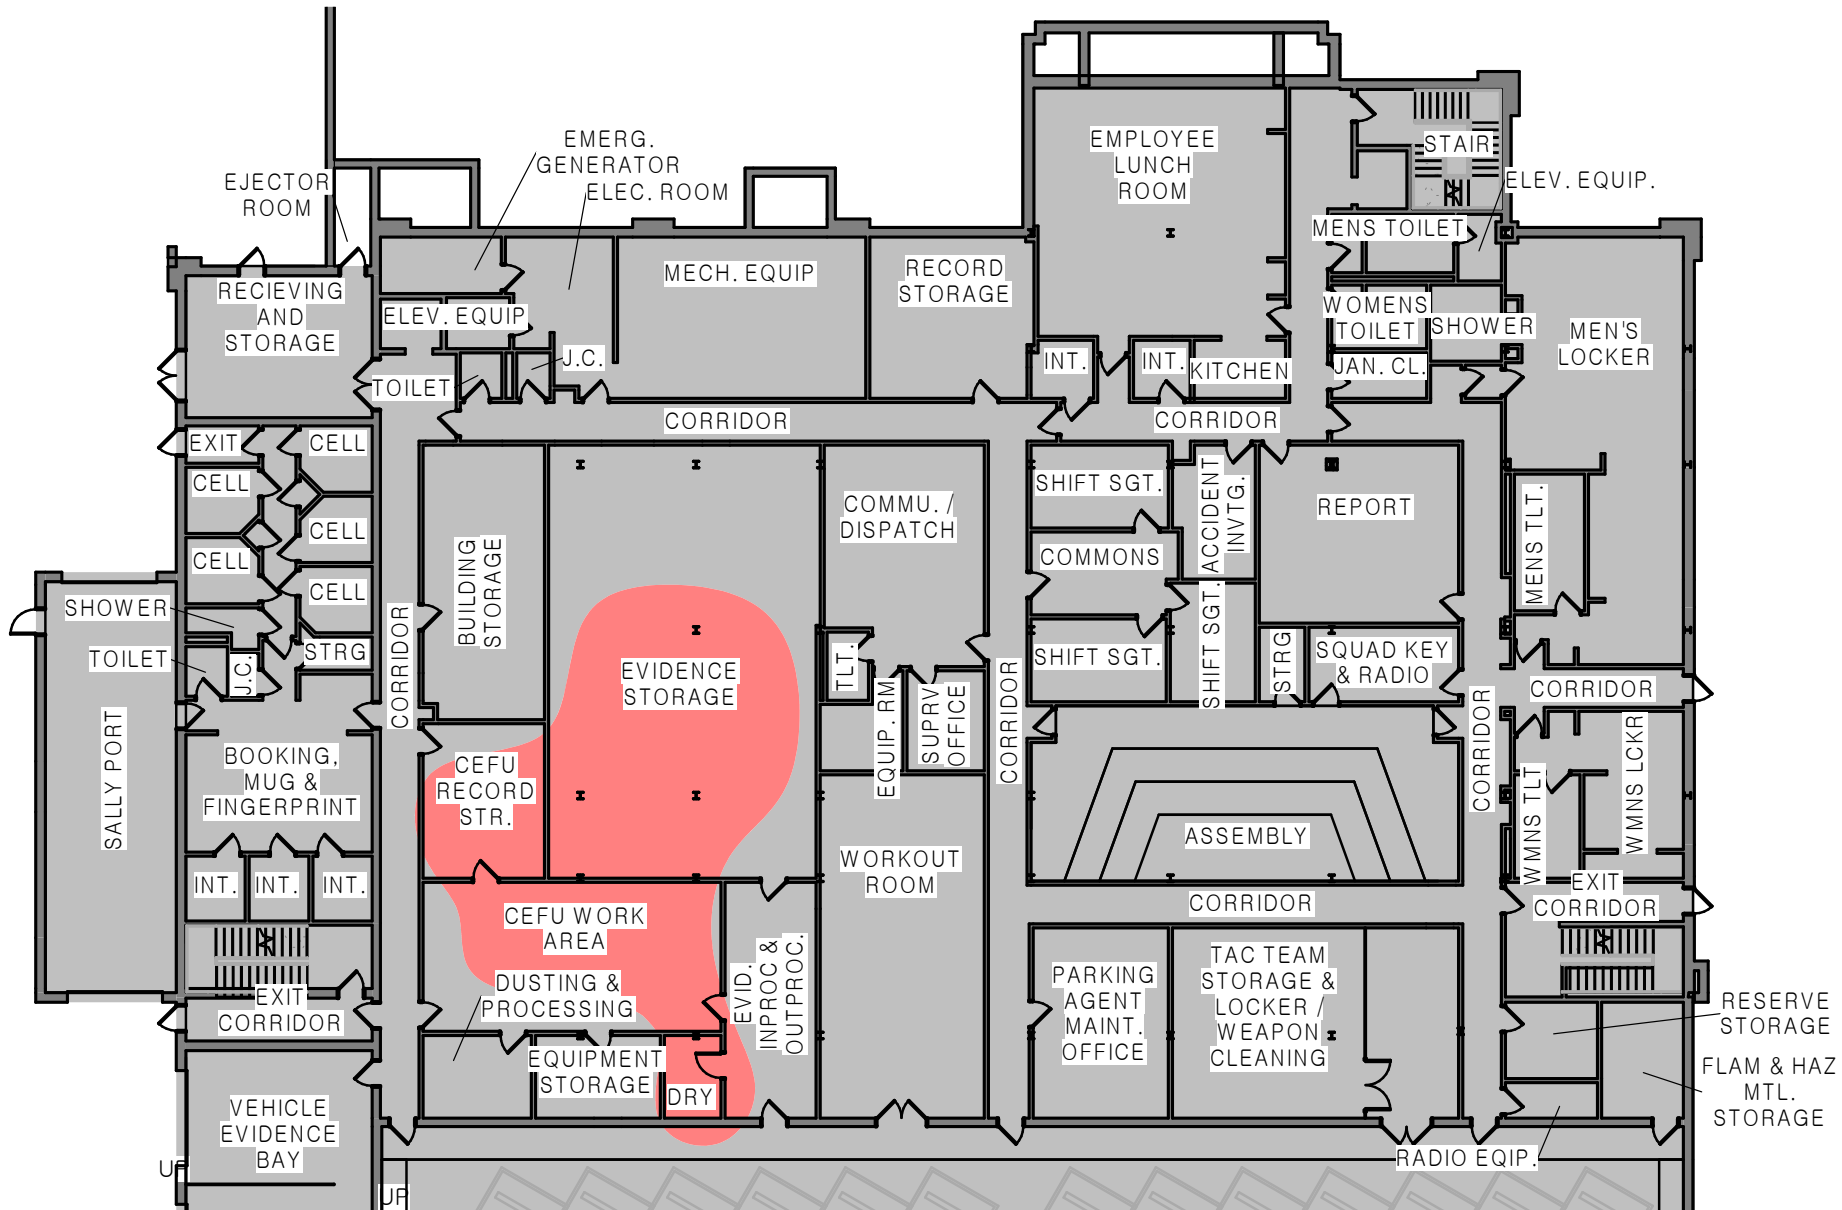 EMERG.
GENERATOR
ELEC. ROOM
EJECTOR
ROOM
EMPLOYEE
LUNCH
ROOM
STAIR
ELEV. EQUIP.
MENS TOILET
RECIEVING
AND
STORAGE
MECH. EQUIP
RECORD
STORAGE
ELEV. EQUIP
WOMENS
TOILET
SHOWER
MEN'S
LOCKER
J.C.
TOILET
INT.
INT.
KITCHEN
JAN. CL.
CORRIDOR
CORRIDOR
EXIT
CELL
CELL
CELL
CELL
CELL
SHOWER
TOILET
J.C.
STRG
CORRIDOR
BUILDING
STORAGE
COMMU. /
DISPATCH
SHIFT SGT.
ACCIDENT
INVTG.
REPORT
MENS TLT.
COMMONS
SHIFT SGT.
SHIFT SGT.
STRG
SQUAD KEY
& RADIO
CORRIDOR
EVIDENCE
STORAGE
TLT.
EQUIP. RM
SUPRV
OFFICE
CORRIDOR
CORRIDOR
SALLY PORT
BOOKING,
MUG &
FINGERPRINT
CEFU
RECORD
STR.
ASSEMBLY
WMNS TLT
WMNS LCKR
INT.
INT.
INT.
WORKOUT
ROOM
CEFU WORK
AREA
CORRIDOR
EXIT
CORRIDOR
DUSTING &
PROCESSING
EVID.
INPROC &
OUTPROC.
PARKING
AGENT
MAINT.
OFFICE
TAC TEAM
STORAGE &
LOCKER /
WEAPON
CLEANING
EXIT
CORRIDOR
RESERVE
STORAGE
EQUIPMENT
STORAGE
DRY
FLAM & HAZ
MTL.
STORAGE
VEHICLE
EVIDENCE
BAY
RADIO EQIP.
UP
UP